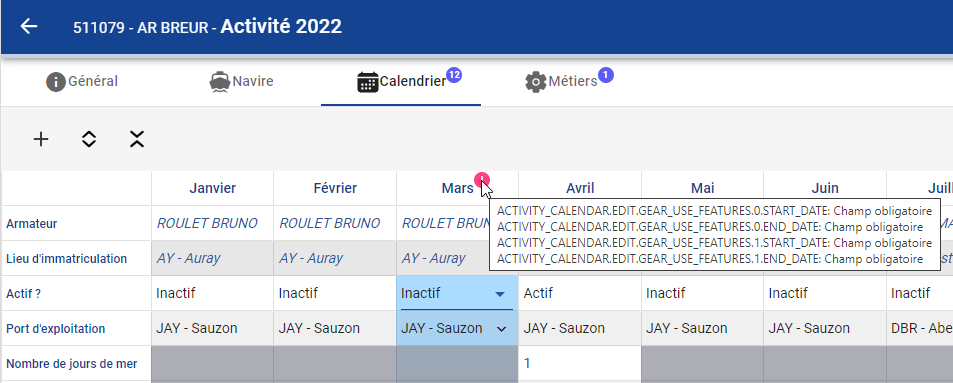 511079 - AR BREUR - Activité 2022
Général Navire Calendrier 12 Métiers 1
Janvier Février Mars Avril Mai Juin Juil
Armateur ROULET BRUNO ROULET BRUNO ROULET BRUN
ACTIVITY_CALENDAR.EDIT.GEAR_USE_FEATURES.0.START_DATE: Champ obligatoire
ACTIVITY_CALENDAR.EDIT.GEAR_USE_FEATURES.0.END_DATE: Champ obligatoire
ACTIVITY_CALENDAR.EDIT.GEAR_USE_FEATURES.1.START_DATE: Champ obligatoire
ACTIVITY_CALENDAR.EDIT.GEAR_USE_FEATURES.1.END_DATE: Champ obligatoire
Lieu d'immatriculation AY - Auray AY - Auray AY - Auray
Actif ? Inactif Inactif Inactif Actif Inactif Inactif Inactif
Port d'exploitation JAY - Sauzon JAY - Sauzon JAY - Sauzon JAY - Sauzon JAY - Sauzon JAY - Sauzon DBR - Abe
Nombre de jours de mer 1